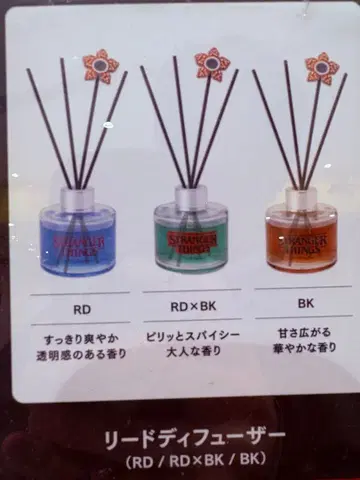 STRANGER
THINGS
STRANGER
THINGS
STRANGER
THINGS
RD
RD×BK
BK
すっきり爽やか
透明感のある香り
ピリッとスパイシー
大人な香り
甘さ広がる
華やかな香り
リードディフューザー
(RD / RD×BK / BK)